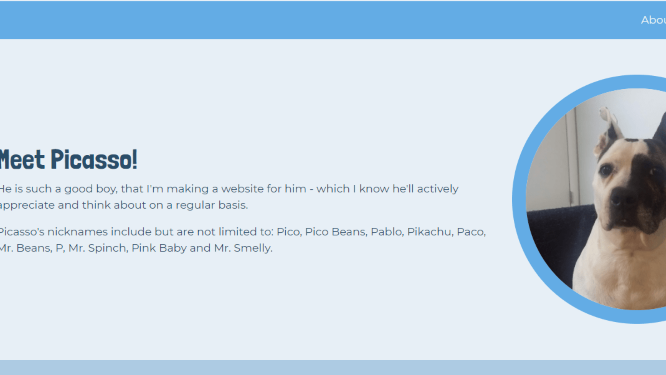 Abou
Meet Picasso!
He is such a good boy, that I'm making a website for him - which I know he'll actively
appreciate and think about on a regular basis.
Picasso's nicknames include but are not limited to: Pico, Pico Beans, Pablo, Pikachu, Paco,
Mr. Beans, P, Mr. Spinch, Pink Baby and Mr. Smelly.